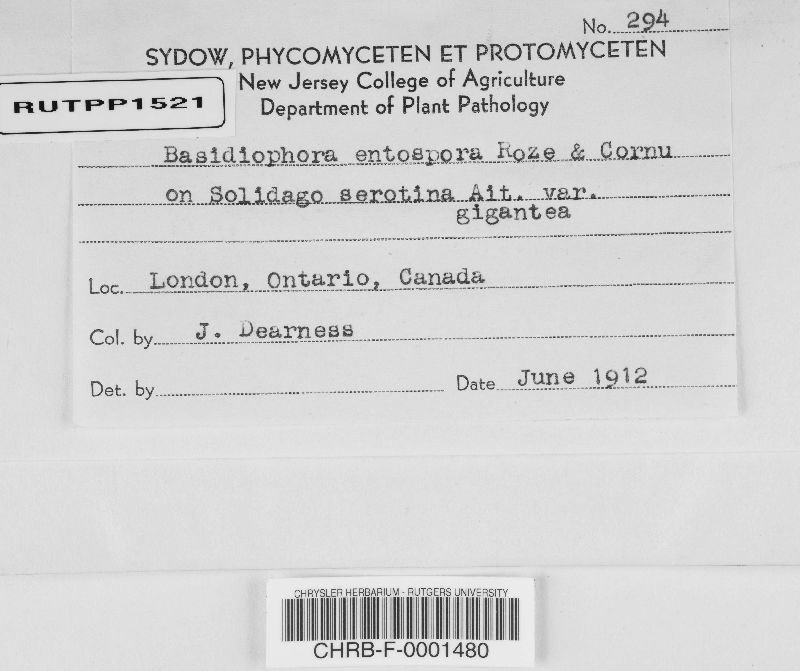 No. 294
SYDOW, PHYCOMYCETEN ET PROTOMYCETEN
New Jersey College of Agriculture
RUTPP1521
Department of Plant Pathology
Basidiophora entospora Roze & Cornu
on Solidago serotina Ait. var.
gigantea
Loc. London, Ontario, Canada
Col. by J. Dearness
Det. by Date June 1912
CHRYSLER HERBARIUM - RUTGERS UNIVERSITY
CHRB-F-0001480